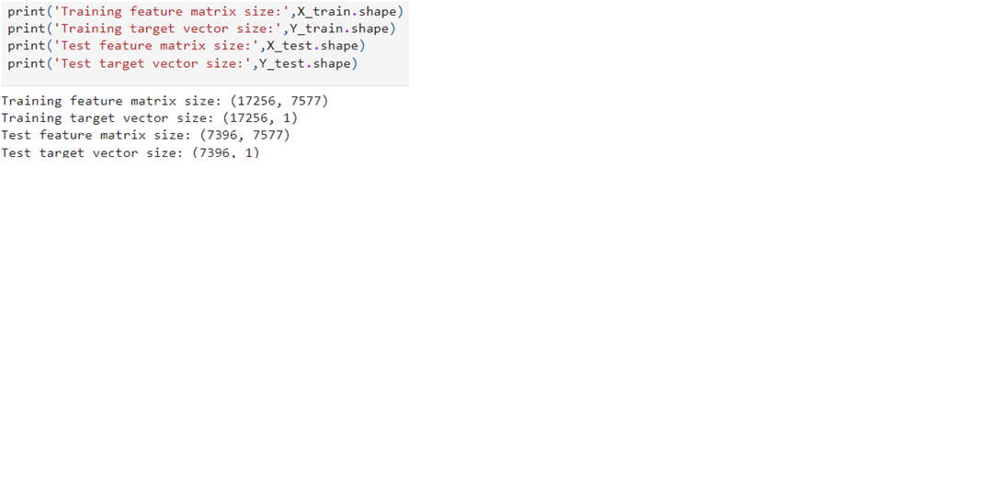 print('Training feature matrix size:',X_train.shape)
print('Training target vector size:',Y_train.shape)
print('Test feature matrix size:',X_test.shape)
print('Test target vector size:',Y_test.shape)
Training feature matrix size: (17256, 7577)
Training target vector size: (17256, 1)
Test feature matrix size: (7396, 7577)
Test target vector size: (7396, 1)